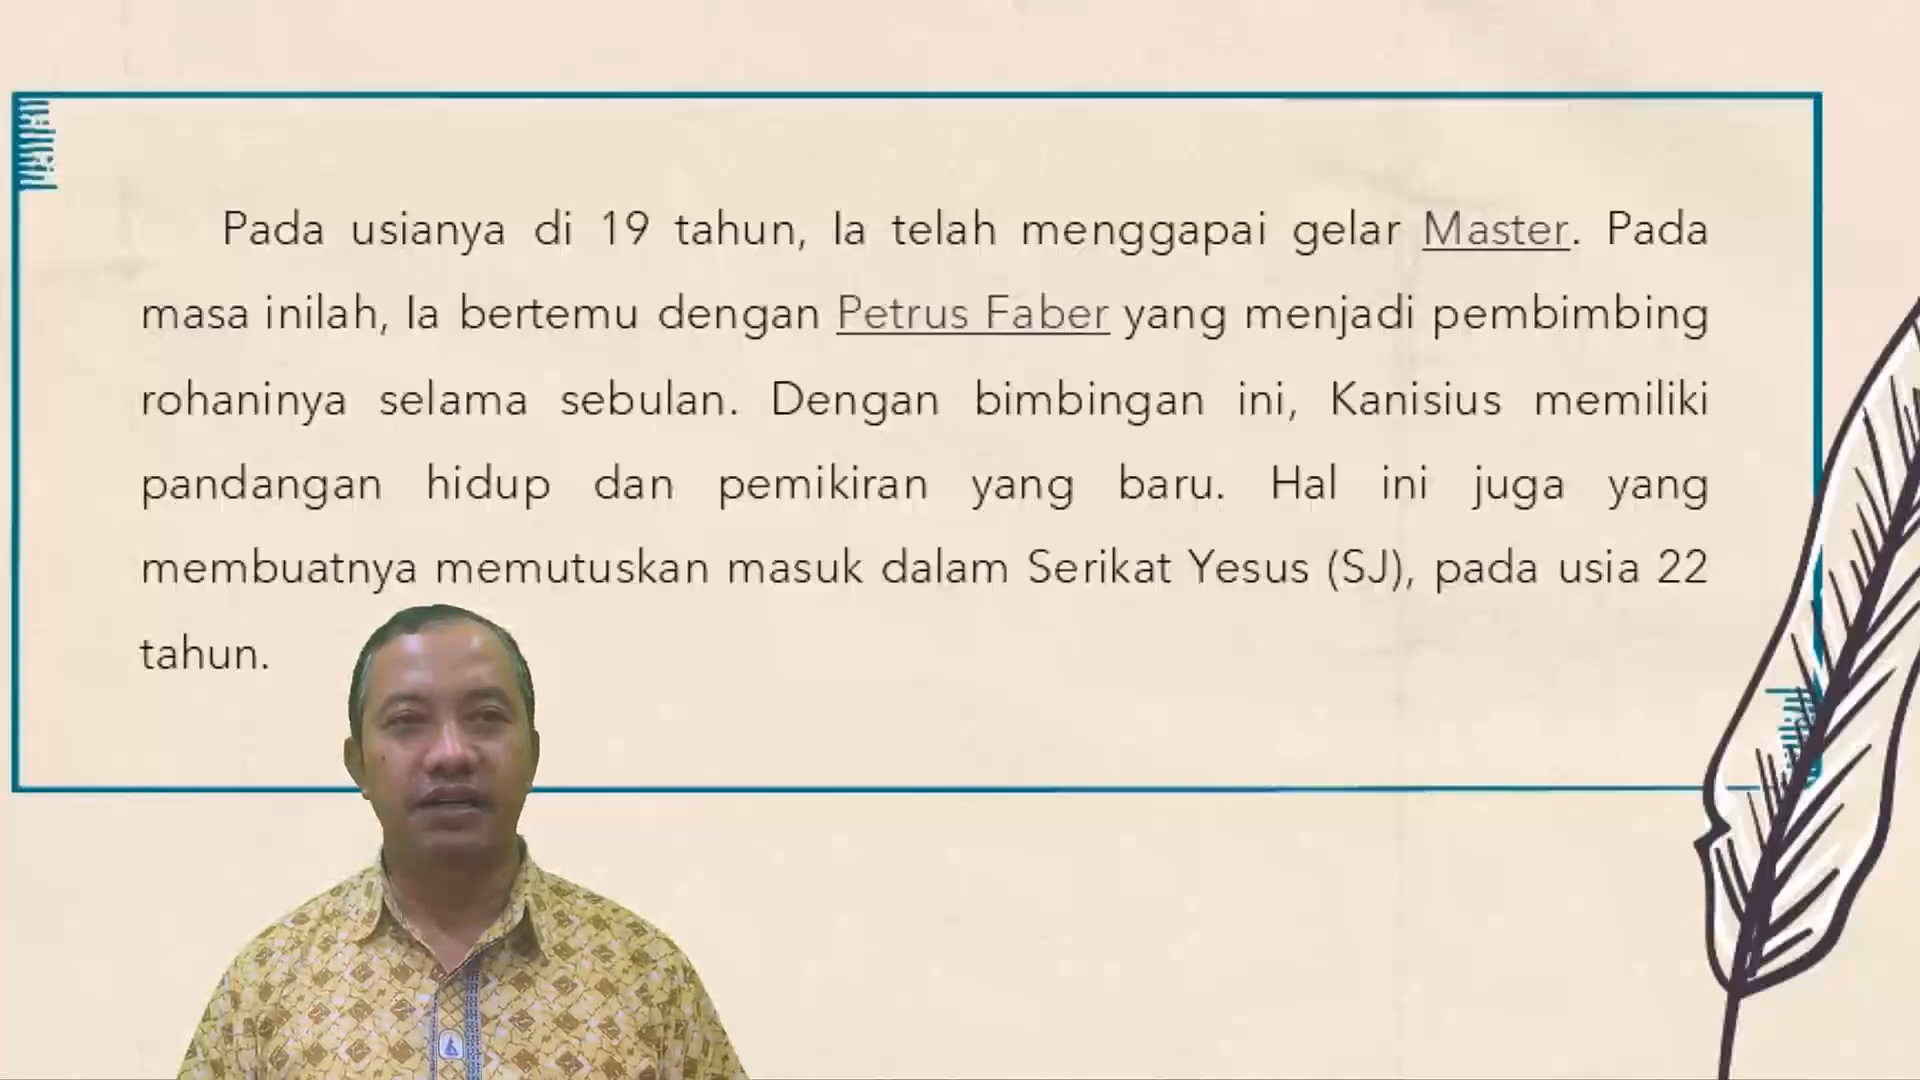 Pada usianya di 19 tahun, Ia telah menggapai gelar Master. Pada
masa inilah, Ia bertemu dengan Petrus Faber yang menjadi pembimbing
rohaninya selama sebulan. Dengan bimbingan ini, Kanisius memiliki
pandangan hidup dan pemikiran yang baru. Hal ini juga yang
membuatnya memutuskan masuk dalam Serikat Yesus (SJ), pada usia 22
tahun.